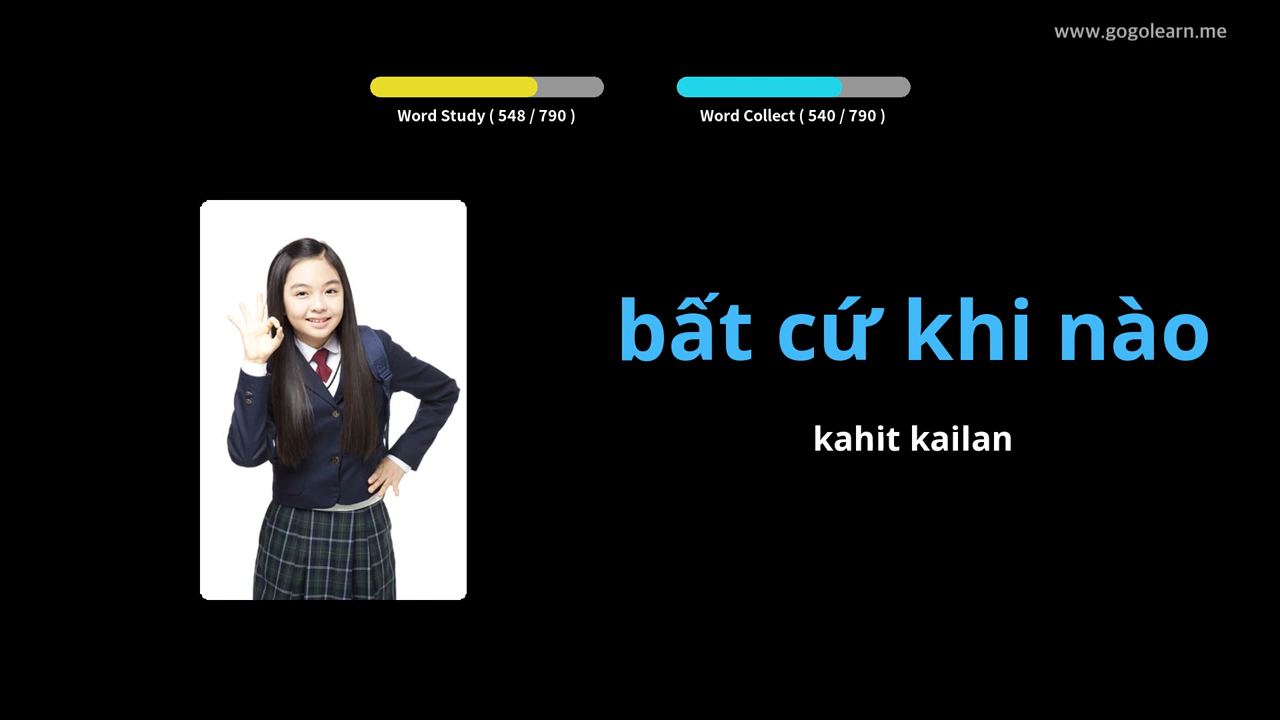 www.gogolearn.me
Word Study ( 548 / 790 )
Word Collect ( 540 / 790 )
bất cứ khi nào
kahit kailan